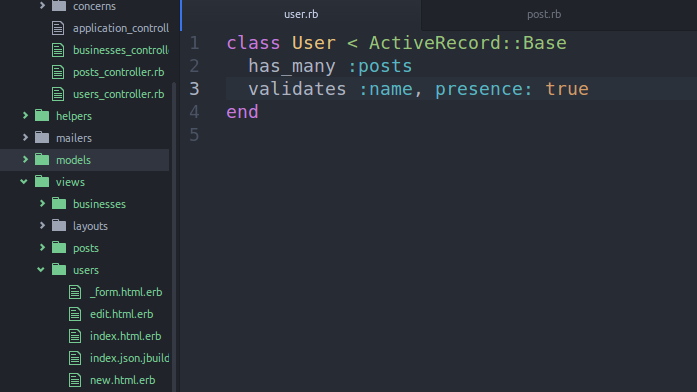 concerns
application_controll
businesses_controlle
posts_controller.rb
users_controller.rb
helpers
mailers
models
views
businesses
layouts
posts
users
_form.html.erb
edit.html.erb
index.html.erb
index.json.jbuild
new.html.erb
user.rb post.rb
1 class User < ActiveRecord::Base
2 has_many :posts
3 validates :name, presence: true
4 end
5